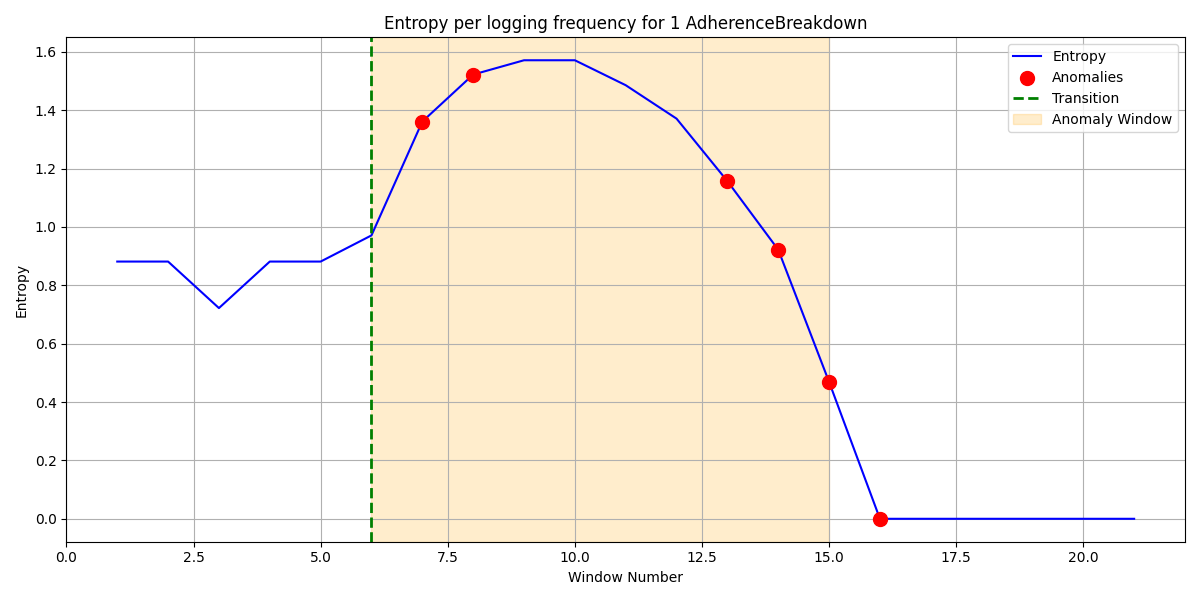 Entropy per logging frequency for 1 AdherenceBreakdown
Entropy
1.6
1.4
1.2
1.0
0.8
0.6
0.4
0.2
0.0
Entropy
Anomalies
Transition
Anomaly Window
0.0 2.5 5.0 7.5 10.0 12.5 15.0 17.5 20.0
Window Number